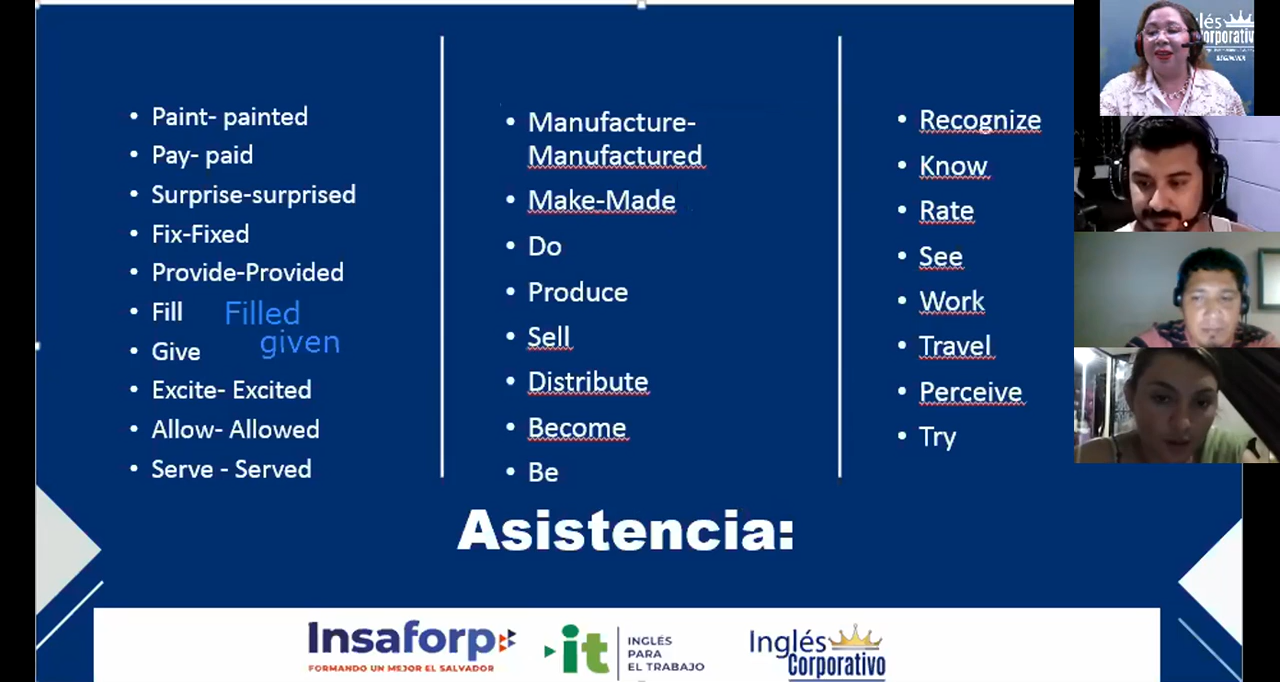 Paint- painted
Pay- paid
Surprise-surprised
Fix-Fixed
Provide-Provided
Fill Filled
Give given
Excite- Excited
Allow- Allowed
Serve - Served
Manufacture-
Manufactured
Make-Made
Do
Produce
Sell
Distribute
Become
Be
Recognize
Know
Rate
See
Work
Travel
Perceive
Try
Asistencia:
Insaforp
FORMANDO UN MEJOR EL SALVADOR
it
INGLÉS
PARA
EL TRABAJO
Inglés
Corporativo
lés
orporativ